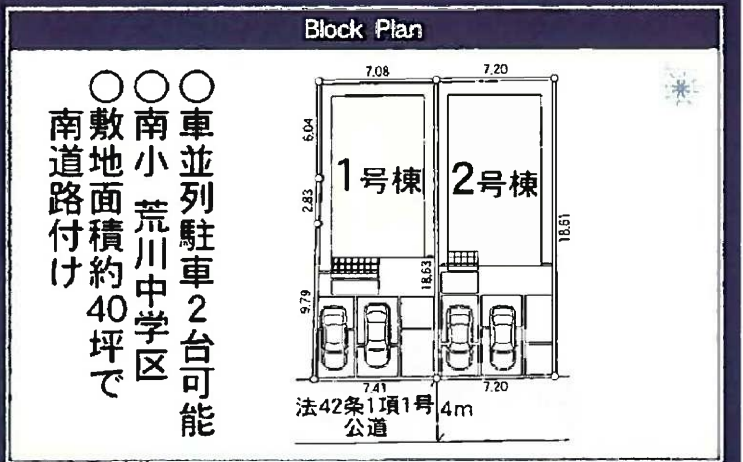 Block Plan
○車並列駐車2台可能
○南小 荒川中学区
○敷地面積約40坪で
南道路付け
7.08
7.20
6.04
2.83
9.79
1号棟
2号棟
18.63
18.61
7.41
7.20
法42条1項1号
公道
4m